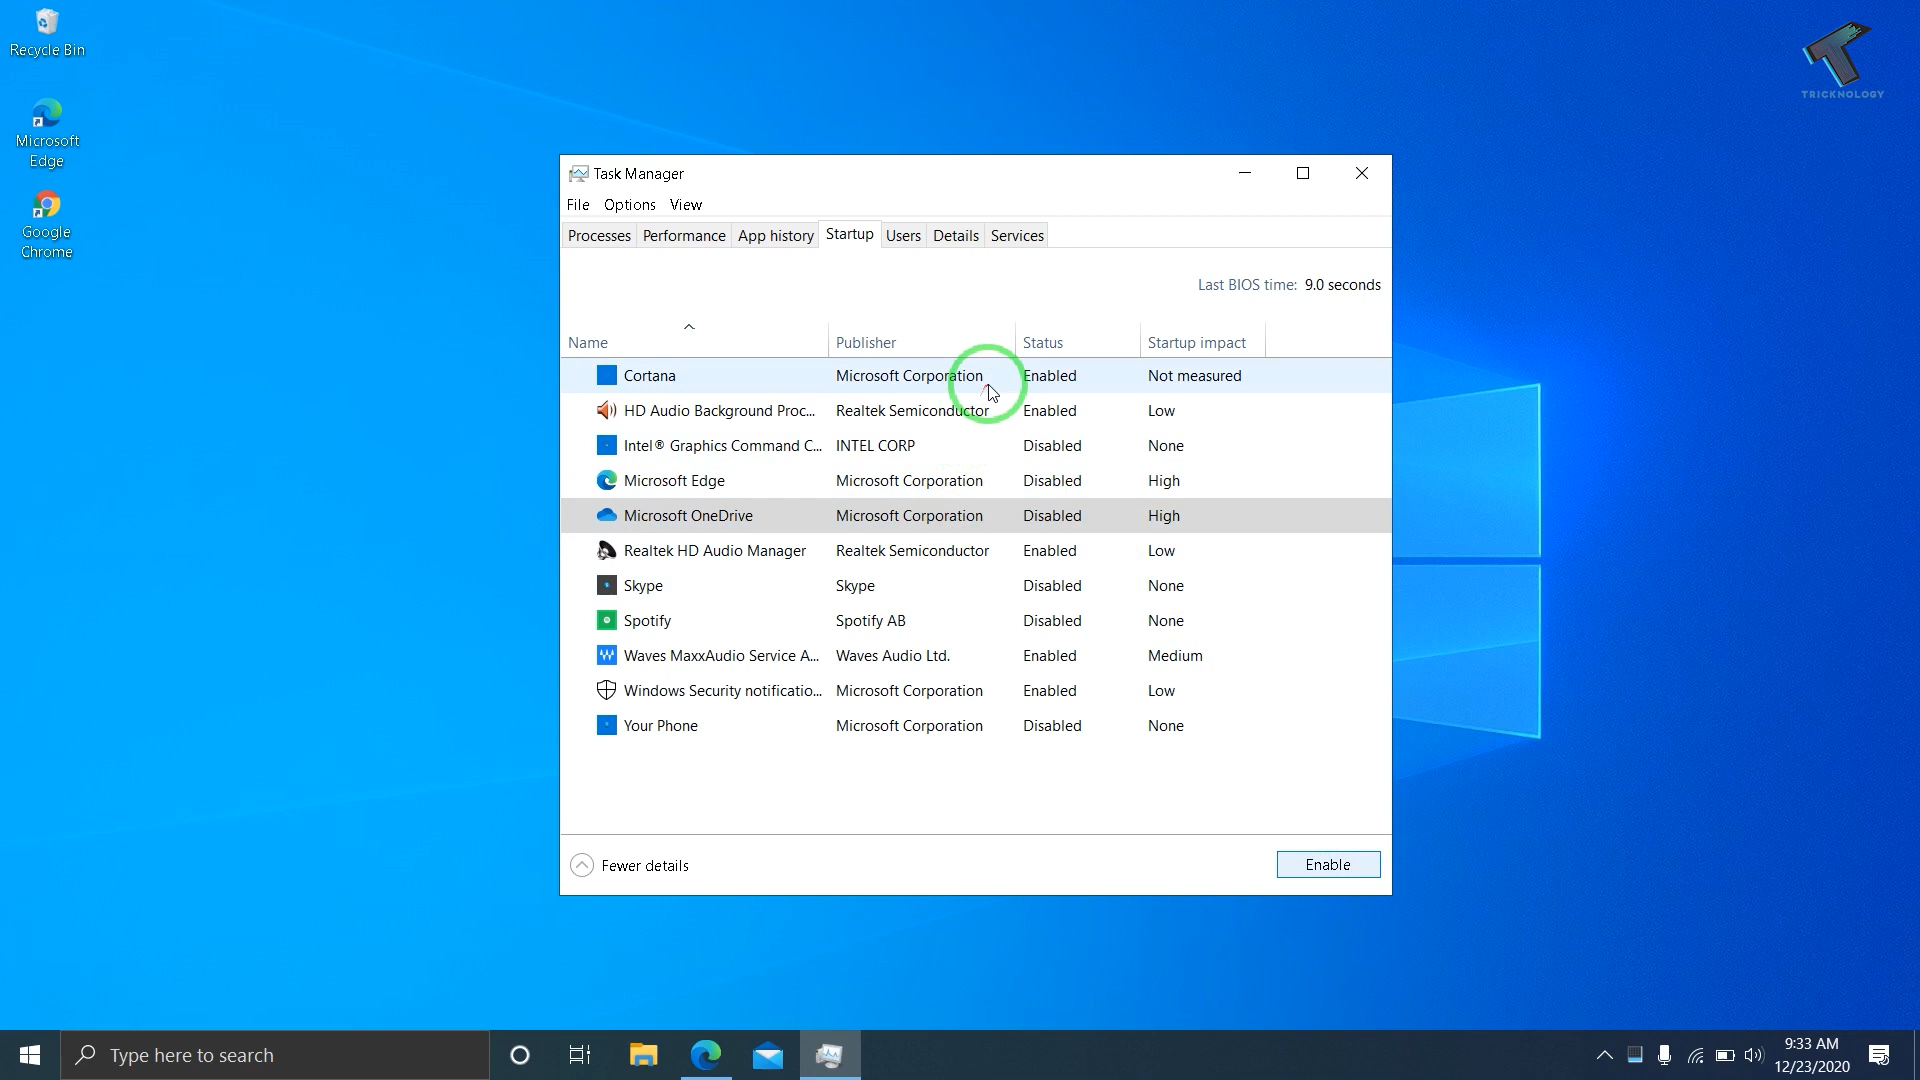 Recycle Bin
Microsoft
Edge
Google
Chrome
TRICKNOLOGY
Task Manager
File Options View
Processes Performance App history Startup Users Details Services
Last BIOS time: 9.0 seconds
Name Publisher Status Startup impact
Cortana Microsoft Corporation Enabled Not measured
HD Audio Background Proc... Realtek Semiconductor Enabled Low
Intel® Graphics Command C... INTEL CORP Disabled None
Microsoft Edge Microsoft Corporation Disabled High
Microsoft OneDrive Microsoft Corporation Disabled High
Realtek HD Audio Manager Realtek Semiconductor Enabled Low
Skype Skype Disabled None
Spotify Spotify AB Disabled None
Waves MaxxAudio Service A... Waves Audio Ltd. Enabled Medium
Windows Security notificatio... Microsoft Corporation Enabled Low
Your Phone Microsoft Corporation Disabled None
Fewer details Enable
Type here to search
9:33 AM
12/23/2020